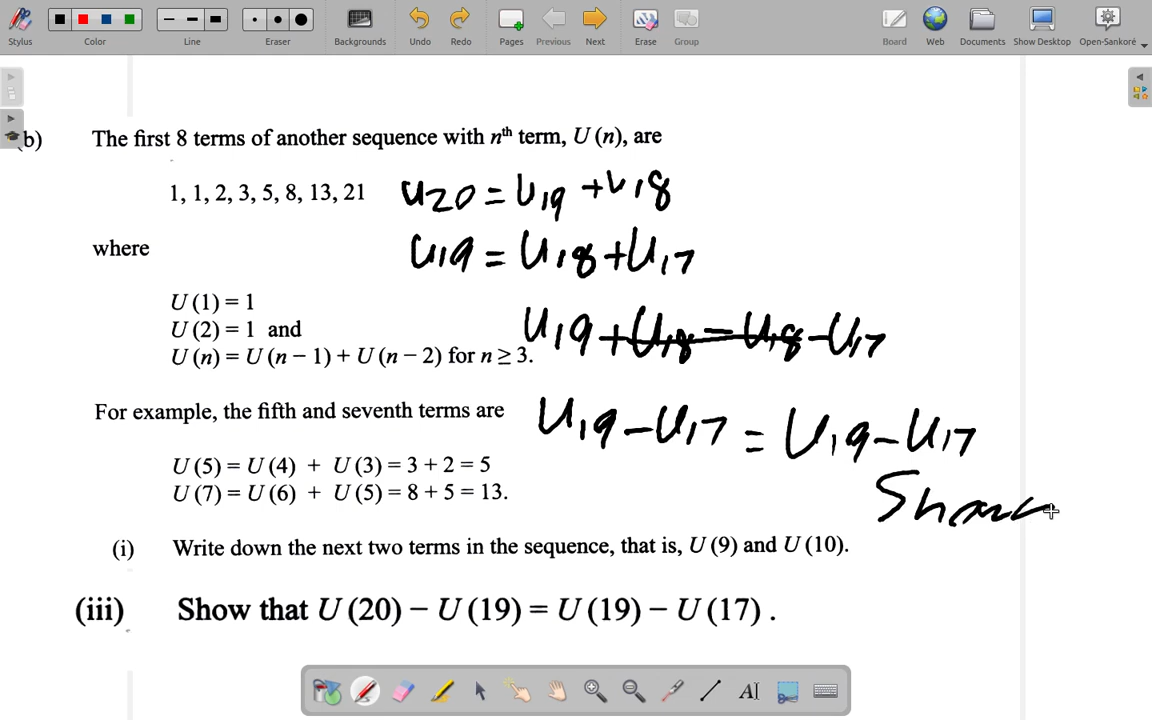 Stylus Color Line Eraser Backgrounds Undo Redo Pages Previous Next Erase Group Board Web Documents Show Desktop Open-Sankoré
b) The first 8 terms of another sequence with nth term, U (n), are
1, 1, 2, 3, 5, 8, 13, 21 U20 = U19 + U18
where U19 = U18 + U17
U (1) = 1
U (2) = 1 and U19 + U18 = U18 - U17
U (n) = U (n − 1) + U (n − 2) for n ≥ 3.
For example, the fifth and seventh terms are U19 - U17 = U19 - U17
U (5) = U (4) + U (3) = 3 + 2 = 5
U (7) = U (6) + U (5) = 8 + 5 = 13.
(i) Write down the next two terms in the sequence, that is, U (9) and U (10).
(iii) Show that U (20) − U (19) = U (19) − U (17) .